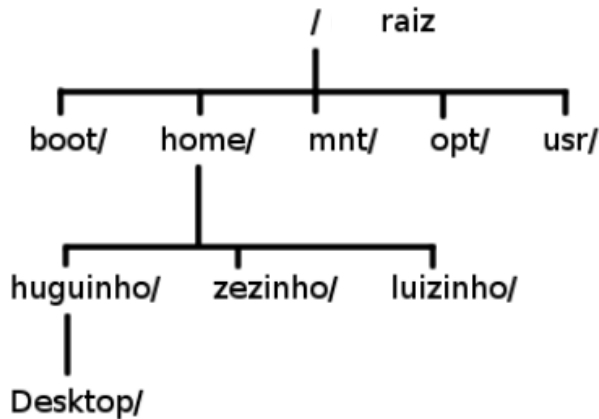 / raiz
boot/ home/ mnt/ opt/ usr/
huguinho/ zezinho/ luizinho/
Desktop/